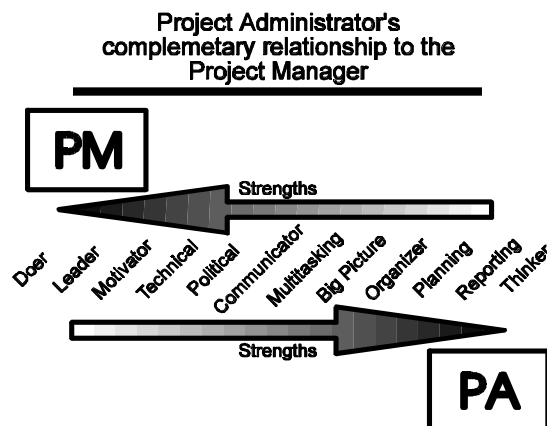 Project Administrator's
complemetary relationship to the
Project Manager
PM
Strengths
Doer
Leader
Motivator
Technical
Political
Communicator
Multitasking
Big Picture
Organizer
Planning
Reporting
Thinker
Strengths
PA